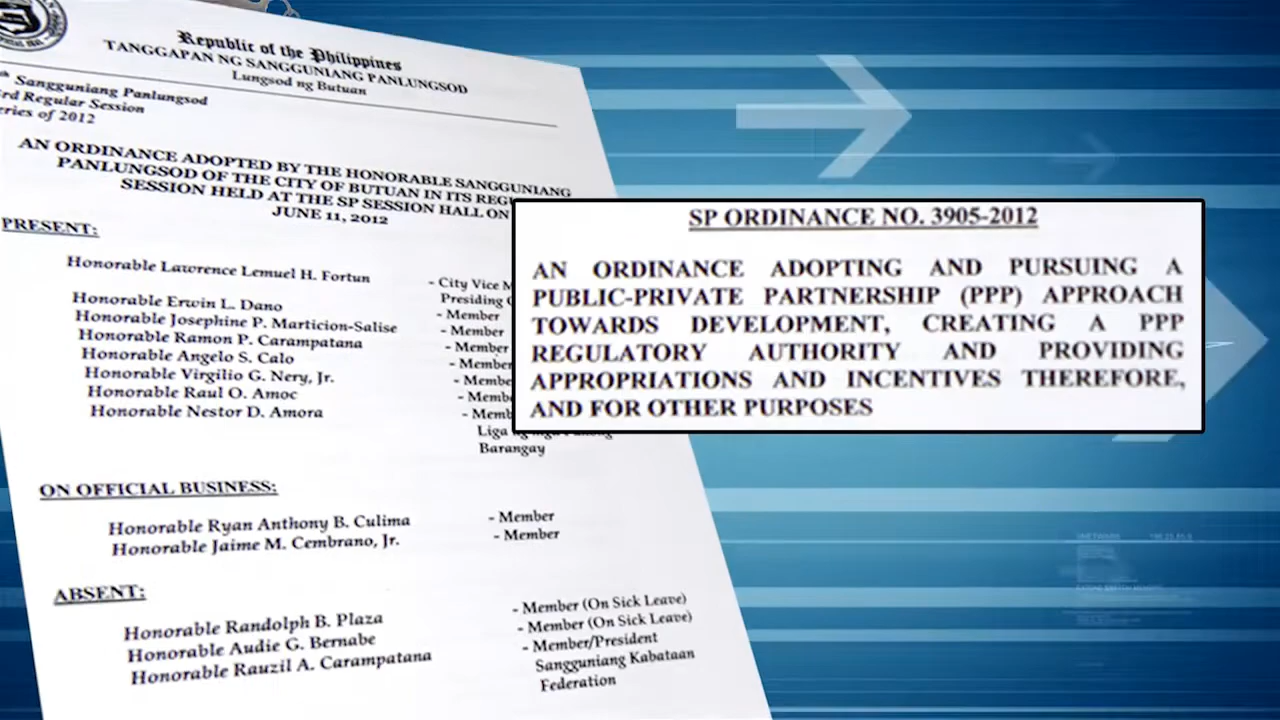 Republic of the Philippines
TANGGAPAN NG SANGGUNIANG PANLUNGSOD
Lungsod ng Butuan
Sangguniang Panlungsod
Regular Session
of 2012
AN ORDINANCE ADOPTED BY THE HONORABLE SANGGUNIANG
PANLUNGSOD OF THE CITY OF BUTUAN IN ITS
SESSION HELD AT THE SP SESSION HALL ON
JUNE 11, 2012
PRESENT:
Honorable Lawrence Lemuel H. Fortun - City Vice
Presiding
Honorable Erwin L. Dano - Member
Honorable Josephine P. Marticion-Salise - Member
Honorable Ramon P. Carampatana - Member
Honorable Angelo S. Calo - Member
Honorable Virgilio G. Nery, Jr.
Honorable Raul O. Amoc
Honorable Nestor D. Amora
Liga
Barangay
ON OFFICIAL BUSINESS:
Honorable Ryan Anthony B. Culima - Member
Honorable Jaime M. Cembrano, Jr. - Member
ABSENT:
Honorable Randolph B. Plaza - Member (On Sick Leave)
Honorable Audie G. Bernabe - Member (On Sick Leave)
Honorable Rauzil A. Carampatana - Member/President
Sangguniang Kabataan
Federation
SP ORDINANCE NO. 3905-2012
AN ORDINANCE ADOPTING AND PURSUING A
PUBLIC-PRIVATE PARTNERSHIP (PPP) APPROACH
TOWARDS DEVELOPMENT, CREATING A PPP
REGULATORY AUTHORITY AND PROVIDING
APPROPRIATIONS AND INCENTIVES THEREFORE,
AND FOR OTHER PURPOSES